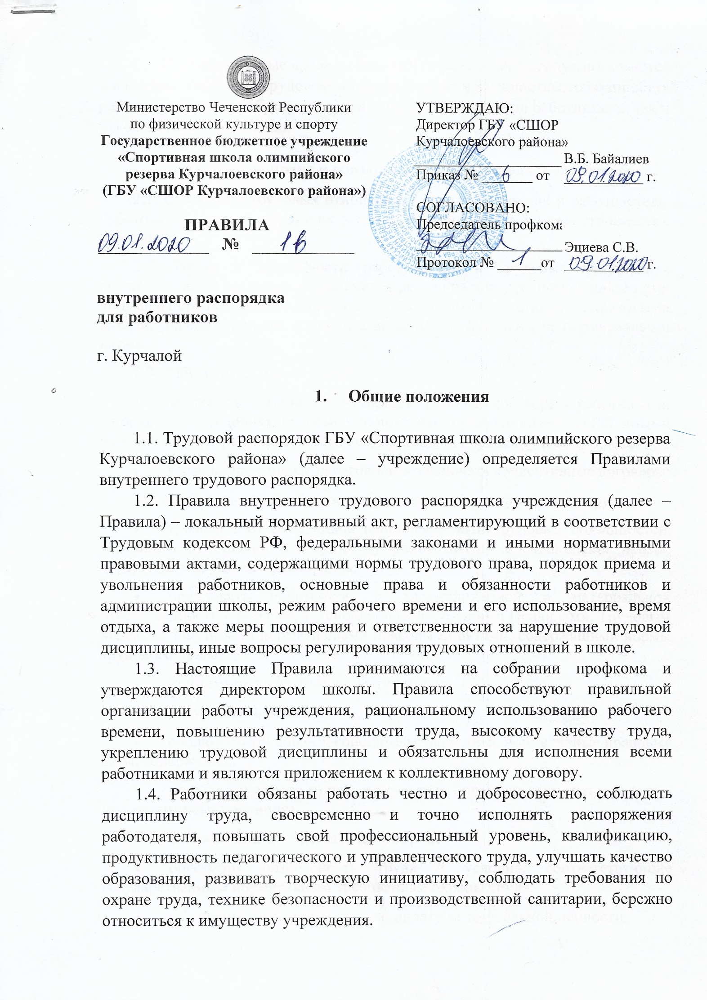 Министерство Чеченской Республики
по физической культуре и спорту
Государственное бюджетное учреждение
«Спортивная школа олимпийского
резерва Курчалоевского района»
(ГБУ «СШОР Курчалоевского района»)
ПРАВИЛА
09.01.2020 № 1в
УТВЕРЖДАЮ:
Директор ГБУ «СШОР
Курчалоевского района»
В.Б. Байалиев
Приказ № 6 от 09.01.2020 г.
СОГЛАСОВАНО:
Председатель профкома
Эциева С.В.
Протокол № 1 от 09.01.2020 г.
внутреннего распорядка
для работников
г. Курчалой
1. Общие положения
1.1. Трудовой распорядок ГБУ «Спортивная школа олимпийского резерва
Курчалоевского района» (далее – учреждение) определяется Правилами
внутреннего трудового распорядка.
1.2. Правила внутреннего трудового распорядка учреждения (далее –
Правила) – локальный нормативный акт, регламентирующий в соответствии с
Трудовым кодексом РФ, федеральными законами и иными нормативными
правовыми актами, содержащими нормы трудового права, порядок приема и
увольнения работников, основные права и обязанности работников и
администрации школы, режим рабочего времени и его использование, время
отдыха, а также меры поощрения и ответственности за нарушение трудовой
дисциплины, иные вопросы регулирования трудовых отношений в школе.
1.3. Настоящие Правила принимаются на собрании профкома и
утверждаются директором школы. Правила способствуют правильной
организации работы учреждения, рациональному использованию рабочего
времени, повышению результативности труда, высокому качеству труда,
укреплению трудовой дисциплины и обязательны для исполнения всеми
работниками и являются приложением к коллективному договору.
1.4. Работники обязаны работать честно и добросовестно, соблюдать
дисциплину труда, своевременно и точно исполнять распоряжения
работодателя, повышать свой профессиональный уровень, квалификацию,
продуктивность педагогического и управленческого труда, улучшать качество
образования, развивать творческую инициативу, соблюдать требования по
охране труда, технике безопасности и производственной санитарии, бережно
относиться к имуществу учреждения.